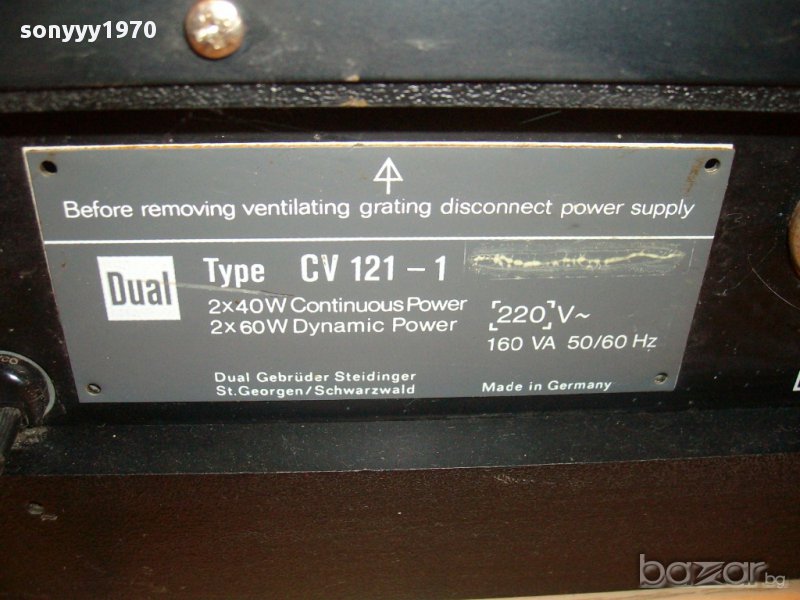 sonyyy1970
Before removing ventilating grating disconnect power supply
Dual
Type CV 121 - 1
2x40W Continuous Power
2x60W Dynamic Power
220 V~
160 VA 50/60 Hz
Dual Gebrüder Steidinger
St.Georgen/Schwarzwald
Made in Germany
bazar.bg